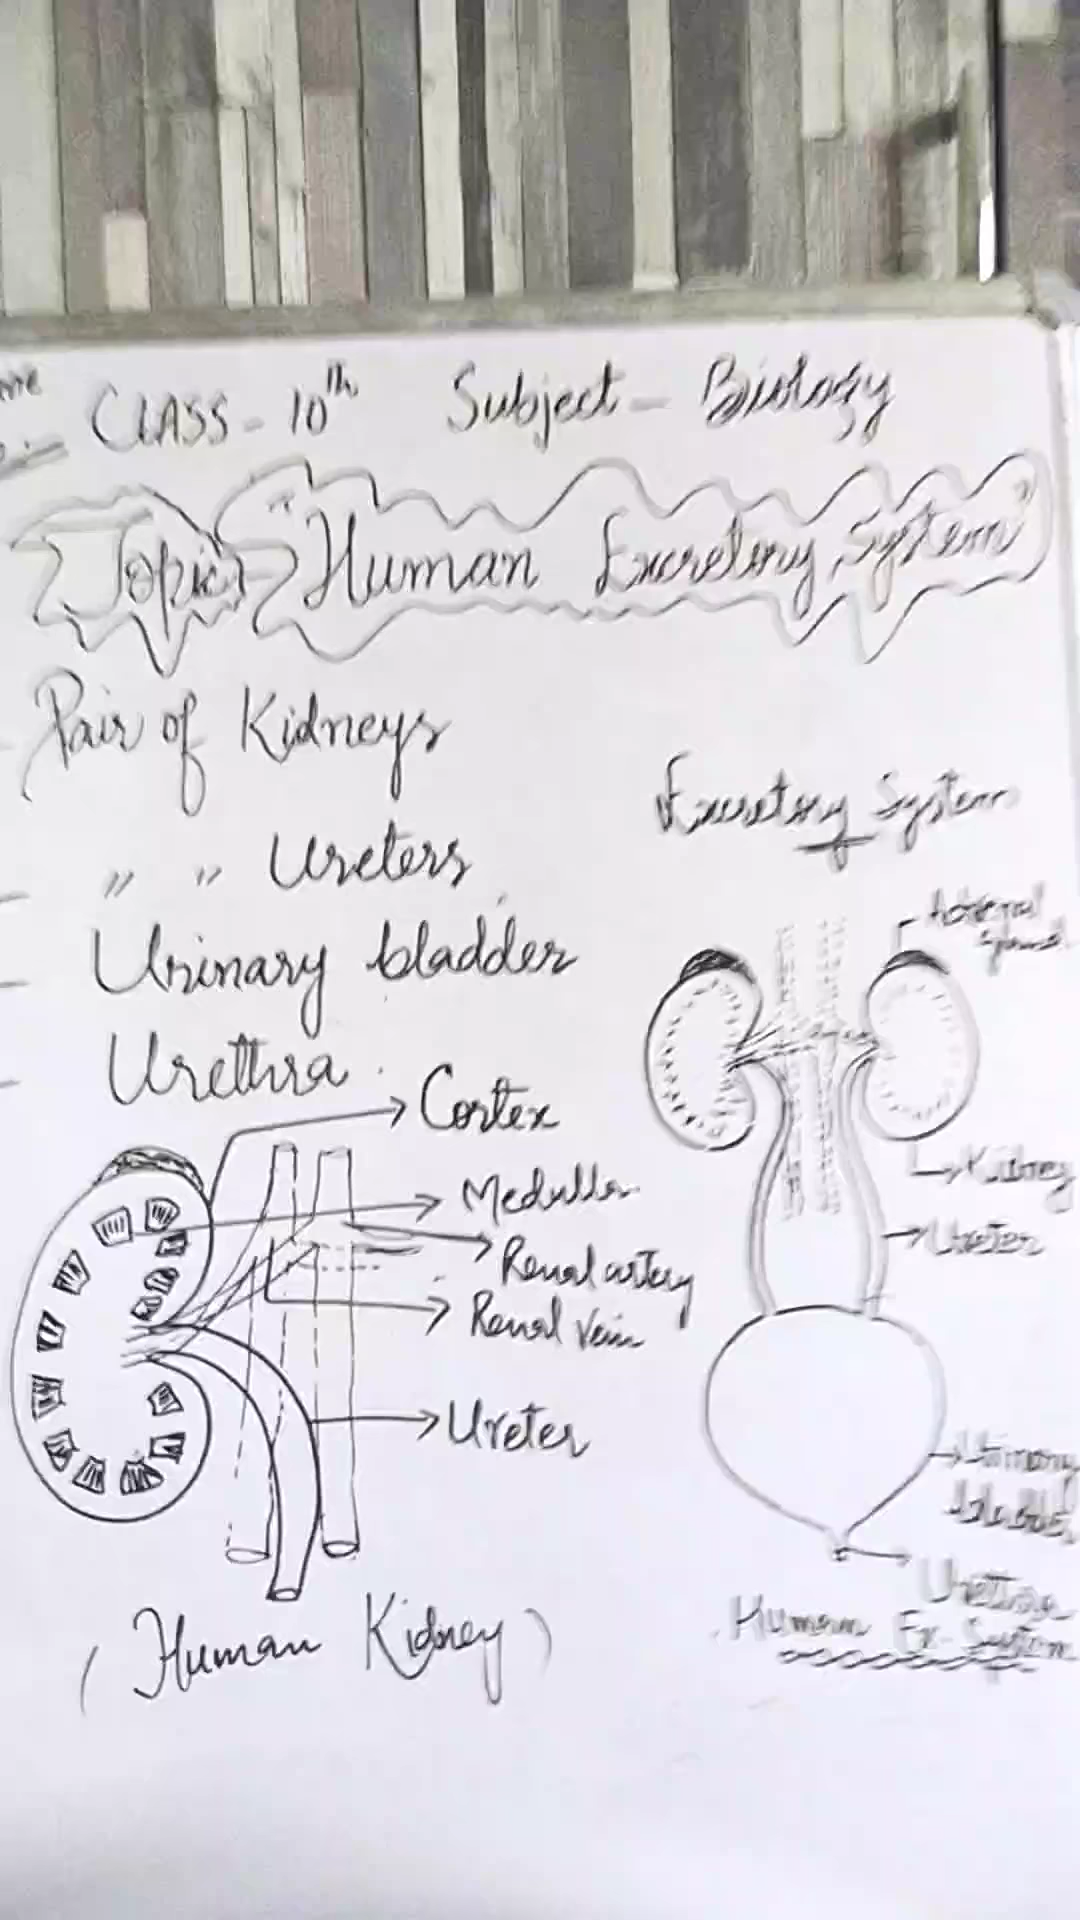 CLASS - 10th Subject - Biology
Topic - "Human Excretory System"
Pair of Kidneys
" " Ureters
Urinary bladder
Urethra
Cortex
Medulla
Renal artery
Renal vein
Ureter
(Human Kidney)
Excretory System
Adrenal
gland
Kidney
Ureter
Urinary
bladder
Urethra
Human Ex. System